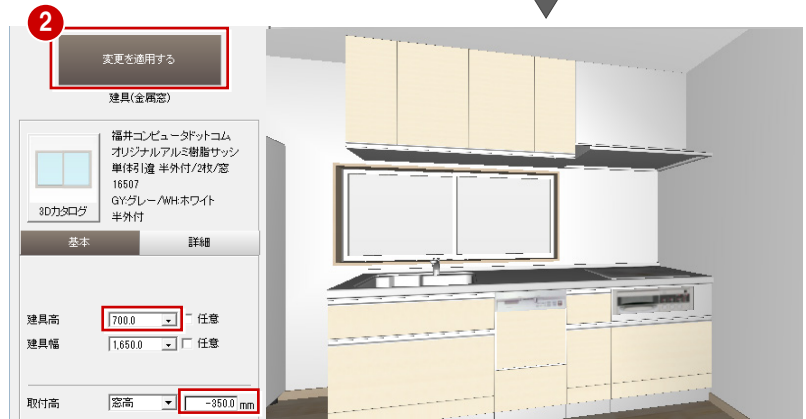 2
変更を適用する
建具(金属窓)
福井コンピュータドットコム
オリジナルアルミ樹脂サッシ
単体引違 半外付/2枚/窓
16507
GY:グレー/WH:ホワイト
半外付
3Dカタログ
基本 詳細
建具高 700.0 任意
建具幅 1,650.0 任意
取付高 窓高 -350.0 mm